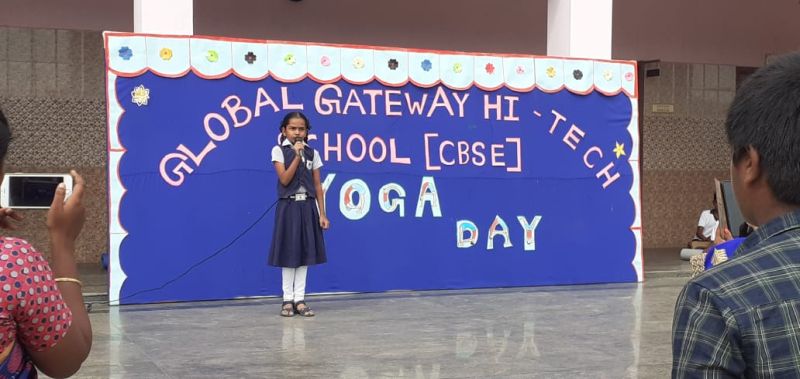 GLOBAL GATEWAY HI-TECH
SCHOOL [CBSE]
YOGA
DAY